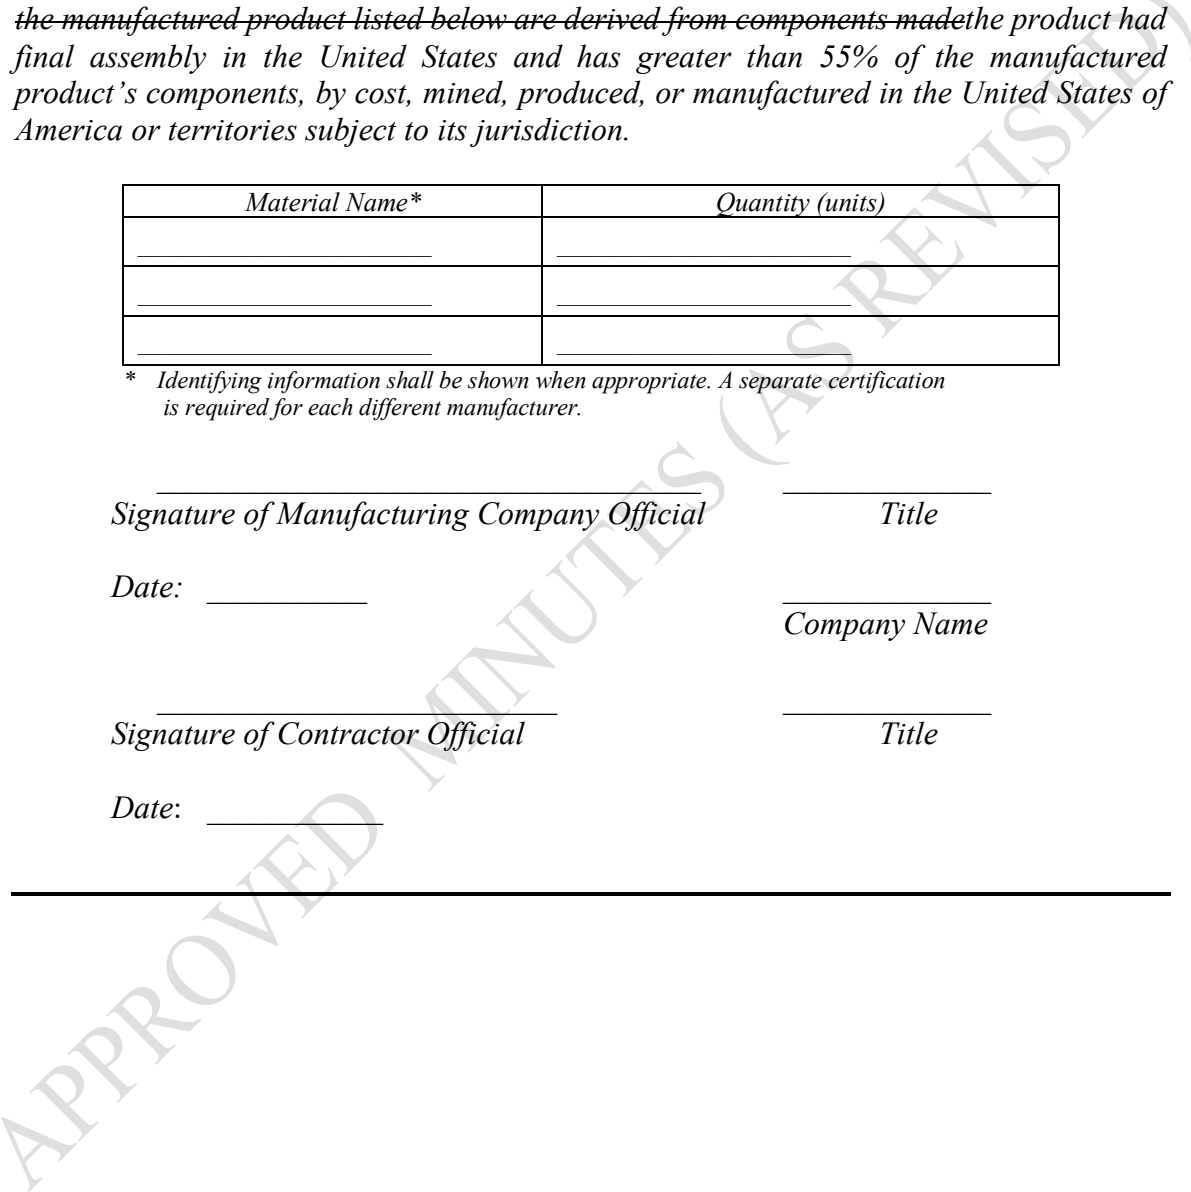 the manufactured product listed below are derived from components madethe product had
final assembly in the United States and has greater than 55% of the manufactured
product’s components, by cost, mined, produced, or manufactured in the United States of
America or territories subject to its jurisdiction.
Material Name* Quantity (units)
* Identifying information shall be shown when appropriate. A separate certification
is required for each different manufacturer.
Signature of Manufacturing Company Official Title
Date:
Company Name
Signature of Contractor Official Title
Date:
APPROVED MINUTES (AS REVISED)